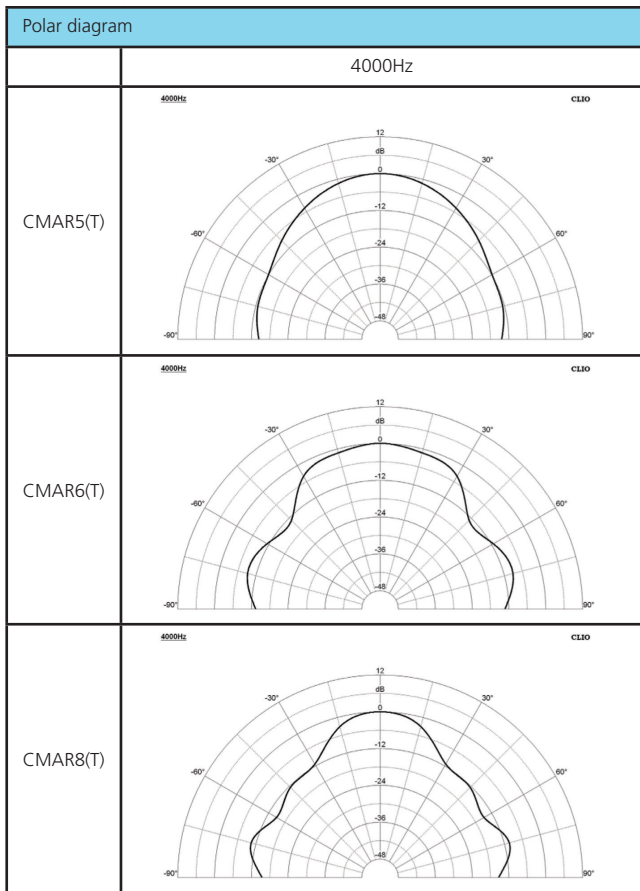 Polar diagram
4000Hz
CMAR5(T)
4000Hz CLIO
12
dB
-30° 0 30°
-12
-60° -24 60°
-36
-48
-90° 90°
CMAR6(T)
4000Hz CLIO
12
dB
-30° 0 30°
-12
-60° -24 60°
-36
-48
-90° 90°
CMAR8(T)
4000Hz CLIO
12
dB
-30° 0 30°
-12
-60° -24 60°
-36
-48
-90° 90°